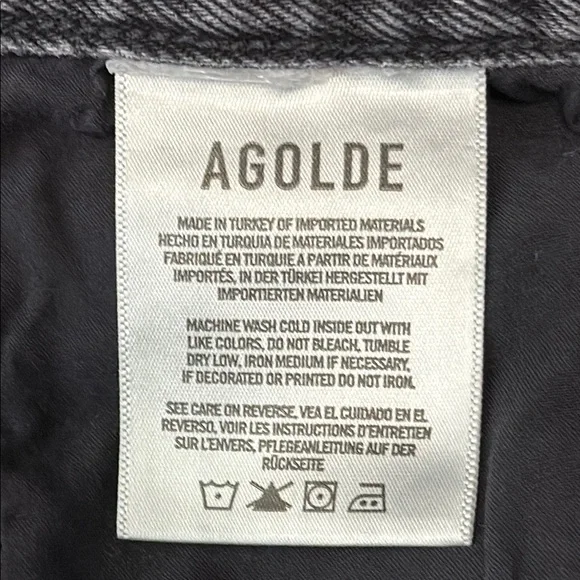 AGOLDE
MADE IN TURKEY OF IMPORTED MATERIALS
HECHO EN TURQUIA DE MATERIALES IMPORTADOS
FABRIQUÉ EN TURQUIE A PARTIR DE MATÉRIAUX
IMPORTÉS, IN DER TÜRKEI HERGESTELLT MIT
IMPORTIERTEN MATERIALIEN
MACHINE WASH COLD INSIDE OUT WITH
LIKE COLORS, DO NOT BLEACH, TUMBLE
DRY LOW, IRON MEDIUM IF NECESSARY,
IF DECORATED OR PRINTED DO NOT IRON,
SEE CARE ON REVERSE, VEA EL CUIDADO EN EL
REVERSO, VOIR LES INSTRUCTIONS D'ENTRETIEN
SUR L'ENVERS, PFLEGEANLEITUNG AUF DER
RÜCKSEITE